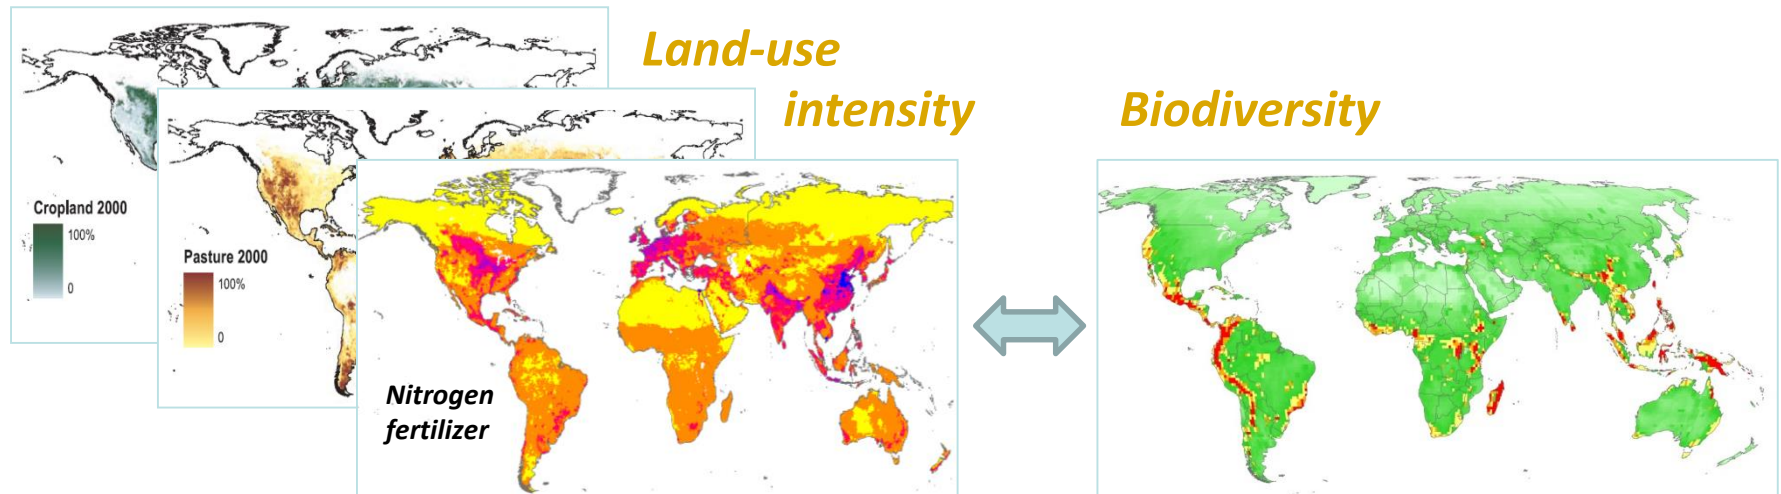 Land-use
intensity
Biodiversity
Cropland 2000
100%
0
Pasture 2000
100%
0
Nitrogen
fertilizer